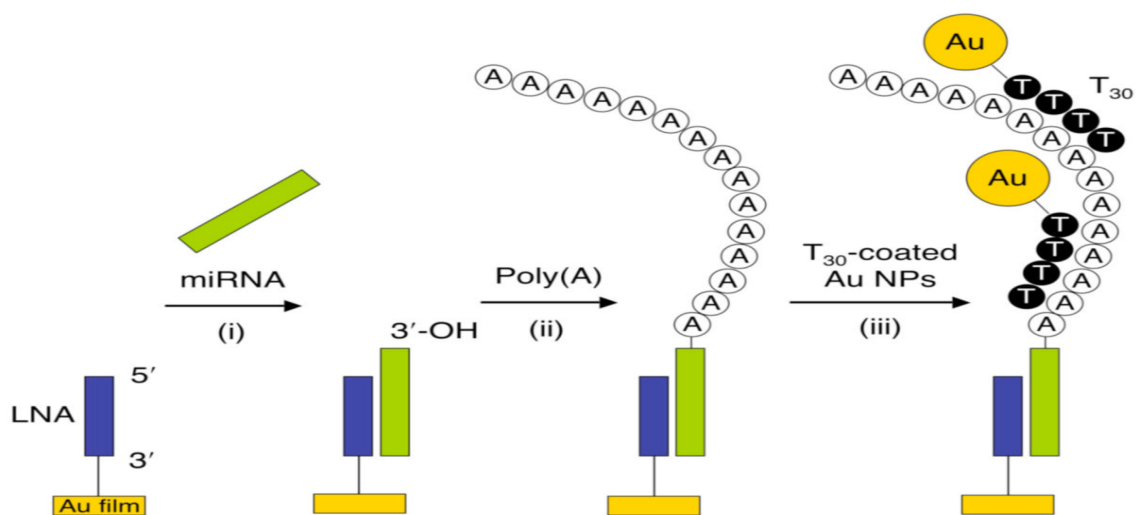 Au
A A A A A A A A A A A A A A A
A A A A A A A A A A A A A A A
T T T T
T₃₀
Au
T T T T
miRNA
(i)
Poly(A)
(ii)
T₃₀-coated
Au NPs
(iii)
3′-OH
5′
LNA
3′
Au film